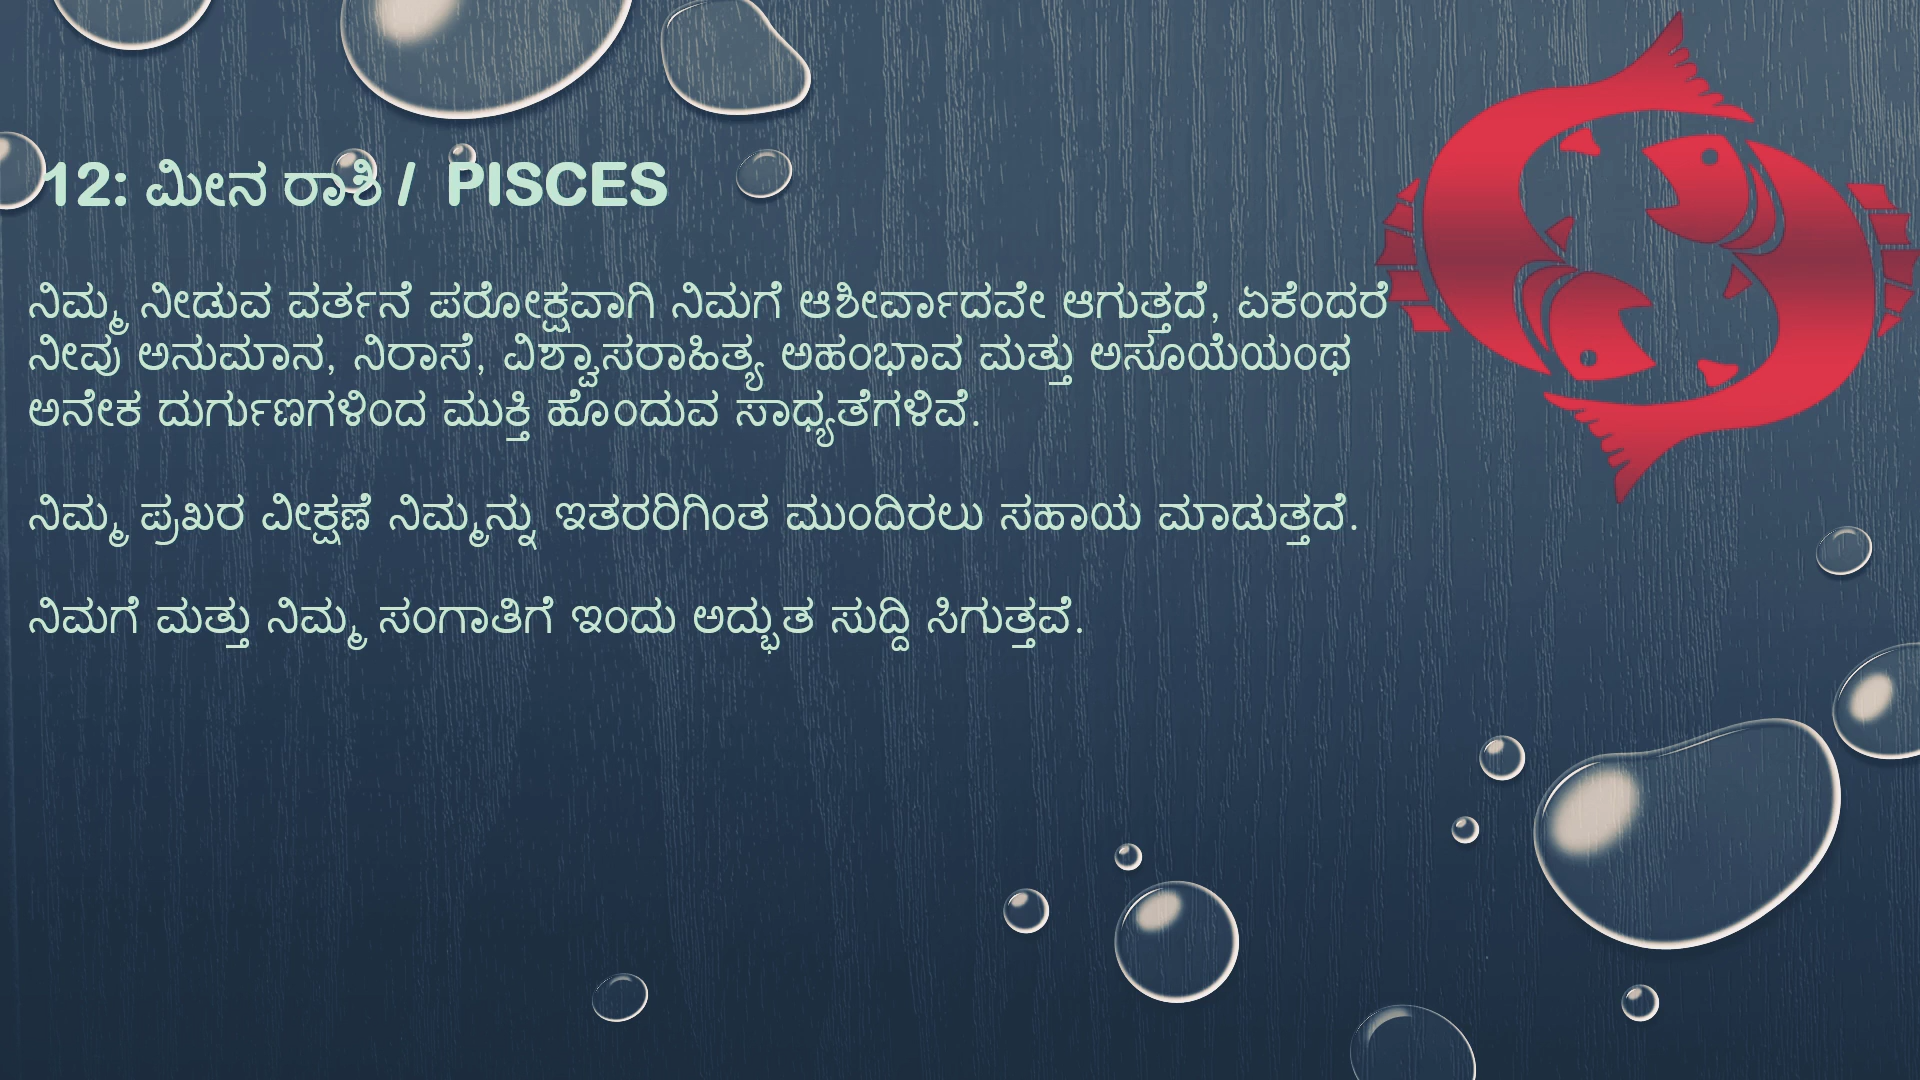 12: ಮೀನ ರಾಶಿ / PISCES
ನಿಮ್ಮ ನೀಡುವ ವರ್ತನೆ ಪರೋಕ್ಷವಾಗಿ ನಿಮಗೆ ಆಶೀರ್ವಾದವೇ ಆಗುತ್ತದೆ, ಏಕೆಂದರೆ
ನೀವು ಅನುಮಾನ, ನಿರಾಸೆ, ವಿಶ್ವಾಸರಾಹಿತ್ಯ ಅಹಂಭಾವ ಮತ್ತು ಅಸೂಯೆಯಂಥ
ಅನೇಕ ದುರ್ಗುಣಗಳಿಂದ ಮುಕ್ತಿ ಹೊಂದುವ ಸಾಧ್ಯತೆಗಳಿವೆ.
ನಿಮ್ಮ ಪ್ರಖರ ವೀಕ್ಷಣೆ ನಿಮ್ಮನ್ನು ಇತರರಿಗಿಂತ ಮುಂದಿರಲು ಸಹಾಯ ಮಾಡುತ್ತದೆ.
ನಿಮಗೆ ಮತ್ತು ನಿಮ್ಮ ಸಂಗಾತಿಗೆ ಇಂದು ಅದ್ಭುತ ಸುದ್ದಿ ಸಿಗುತ್ತವೆ.